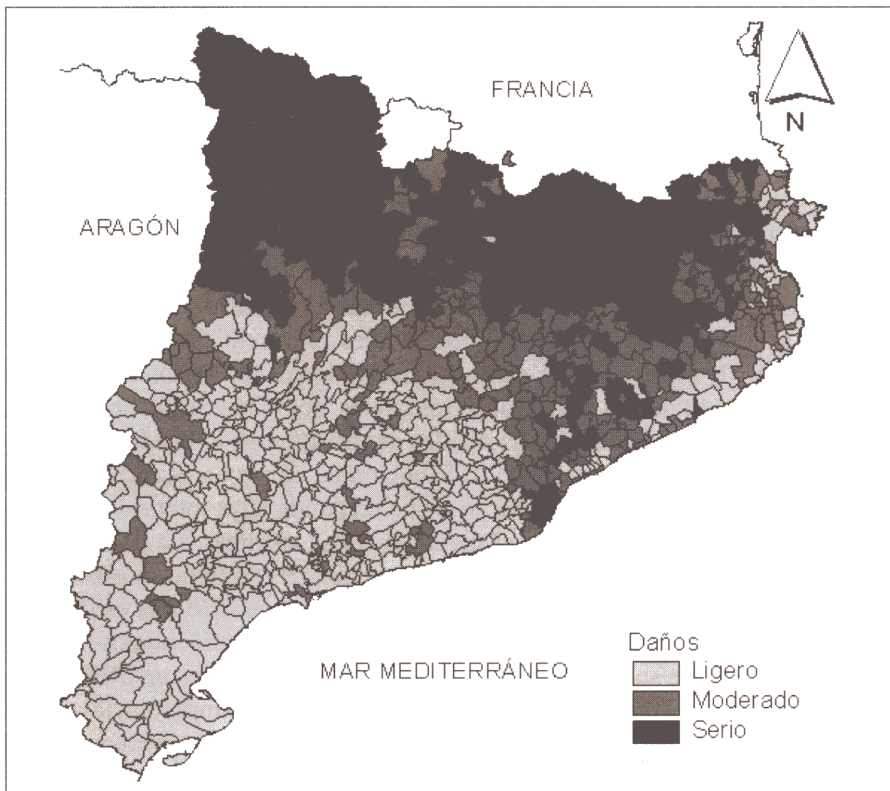 FRANCIA
N
ARAGÓN
MAR MEDITERRÁNEO
Daños
Ligero
Moderado
Serio